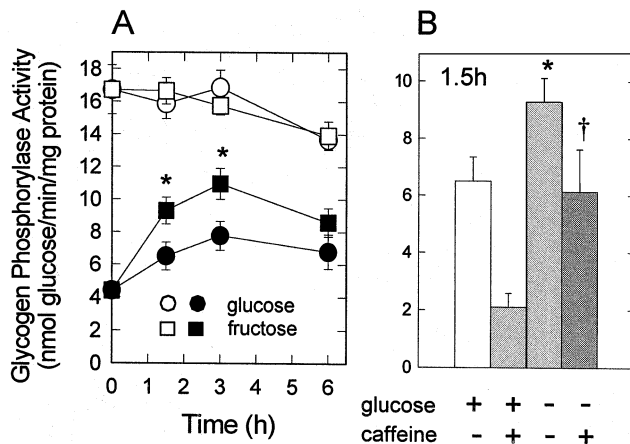 A
B
Glycogen Phosphorylase Activity
(nmol glucose/min/mg protein)
18
16
14
12
10
8
6
4
2
0
* *
glucose
fructose
0 1 2 3 4 5 6
Time (h)
10
8
6
4
2
0
1.5h
*
†
glucose + + - -
caffeine - + - +